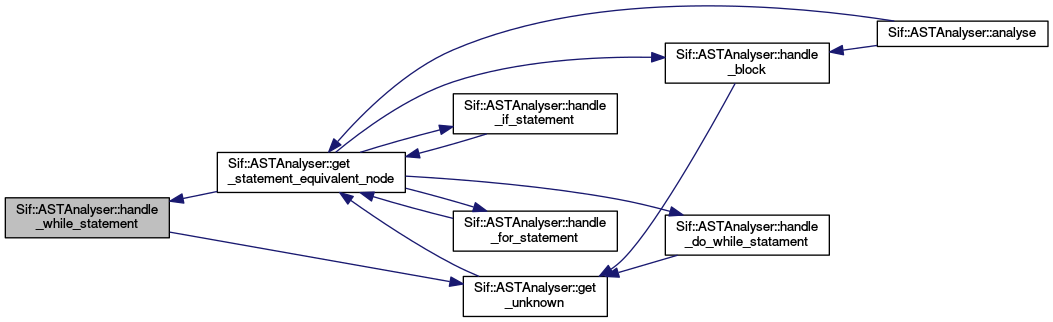 Sif::ASTAnalyser::analyse
Sif::ASTAnalyser::handle
_block
Sif::ASTAnalyser::handle
_if_statement
Sif::ASTAnalyser::get
_statement_equivalent_node
Sif::ASTAnalyser::handle
_while_statement
Sif::ASTAnalyser::handle
_for_statement
Sif::ASTAnalyser::handle
_do_while_statament
Sif::ASTAnalyser::get
_unknown